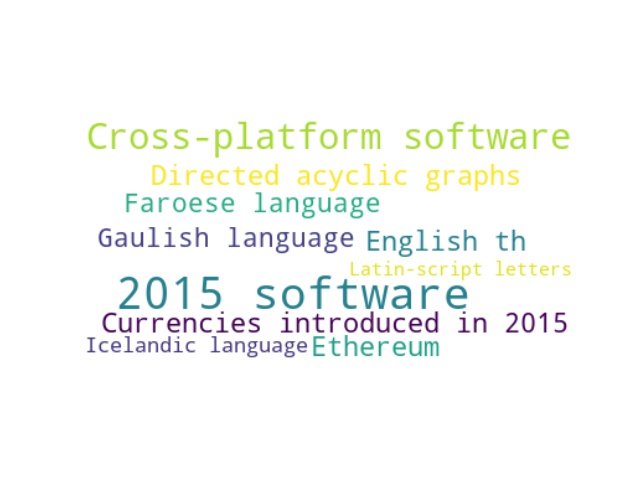 Cross-platform software
Directed acyclic graphs
Faroese language
Gaulish language
English th
Latin-script letters
2015 software
Currencies introduced in 2015
Icelandic language
Ethereum